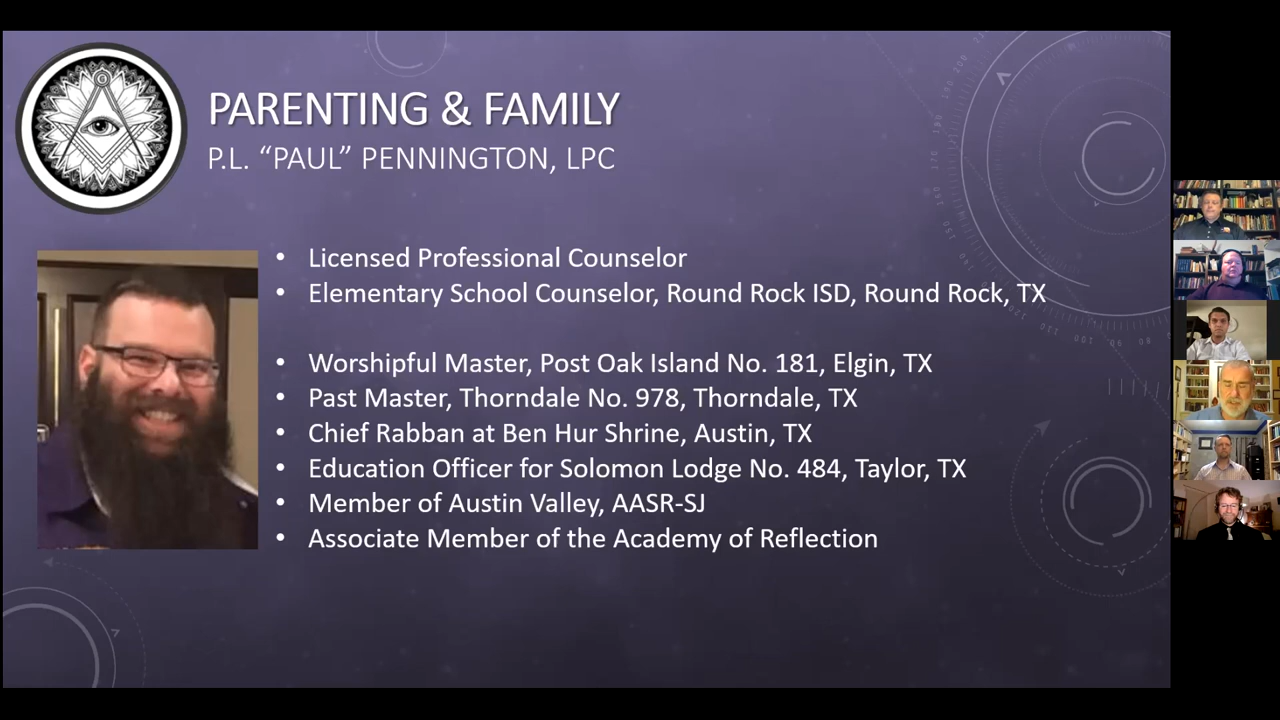 PARENTING & FAMILY
P.L. “PAUL” PENNINGTON, LPC
• Licensed Professional Counselor
• Elementary School Counselor, Round Rock ISD, Round Rock, TX
• Worshipful Master, Post Oak Island No. 181, Elgin, TX
• Past Master, Thorndale No. 978, Thorndale, TX
• Chief Rabban at Ben Hur Shrine, Austin, TX
• Education Officer for Solomon Lodge No. 484, Taylor, TX
• Member of Austin Valley, AASR-SJ
• Associate Member of the Academy of Reflection